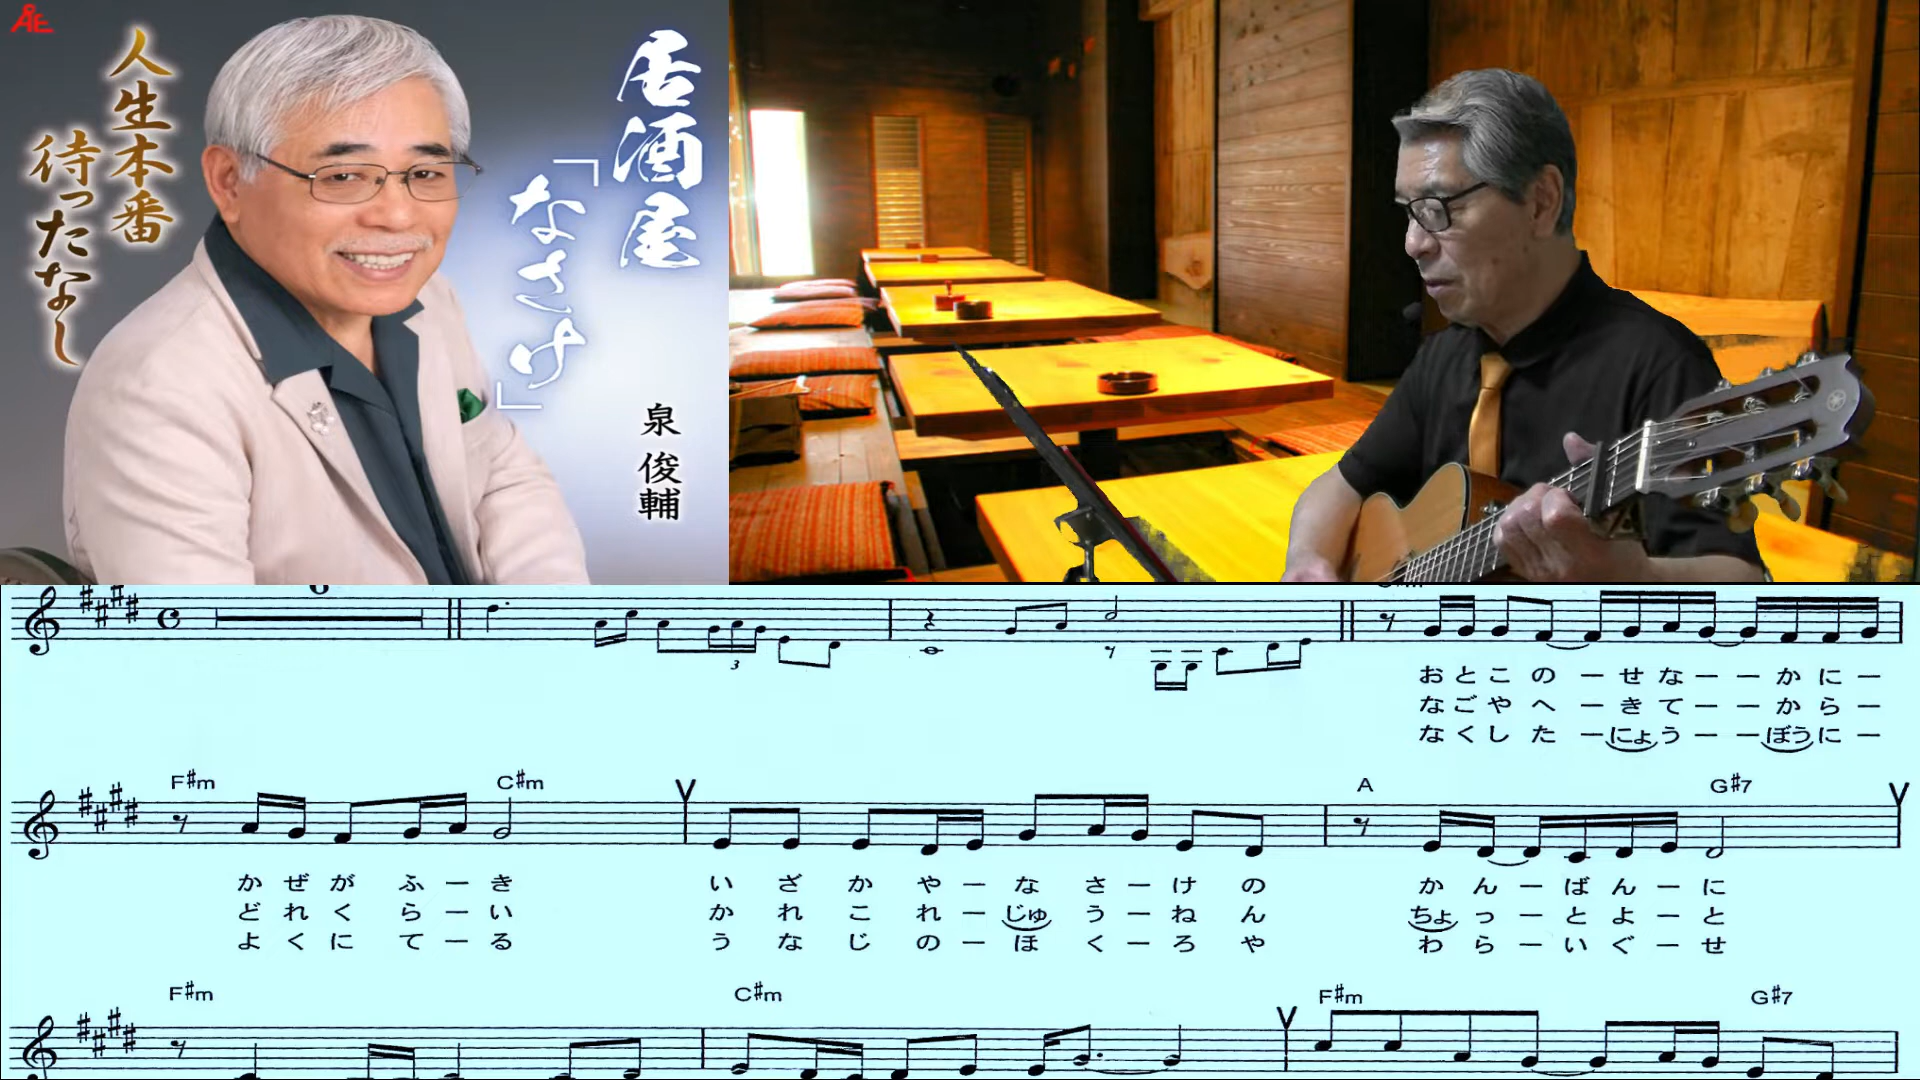 ÅE
居酒屋
「なさけ」
泉 俊輔
人生本番
待ったなし
6
3
おとこの ー せな ー ー かに ー
なごやへ ー きて ー ー から ー
なくした ー にょう ー ー ぼうに ー
F#m C#m A G#7
かぜが ふ ー き いざかや ー なさ ー けの かん ー ばん ー に
どれく ら ー い かれこれ ー じゅう ー ねん ちょっ ー とよ ー と
よくに て ー る うなじの ー ほく ー ろや わら ー いぐ ー せ
F#m C#m F#m G#7